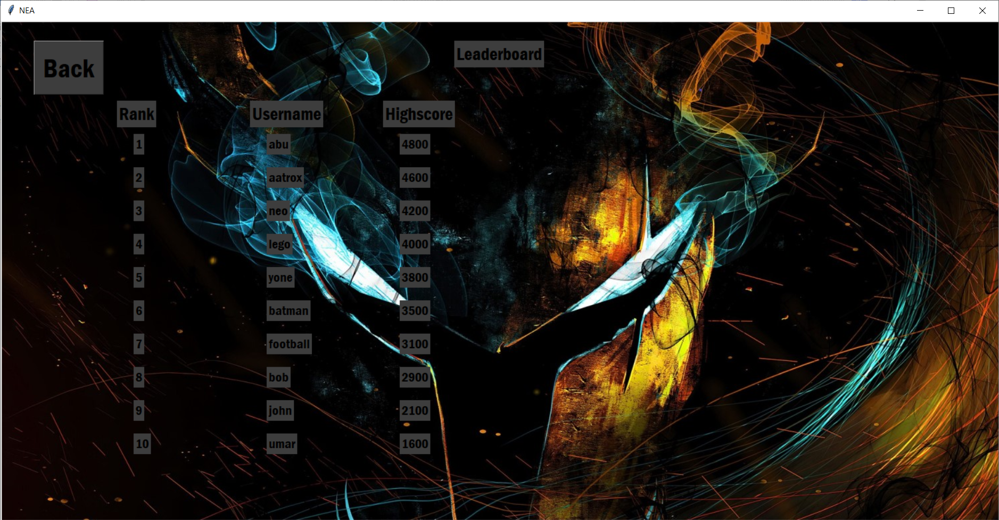 NEA
Back
Leaderboard
Rank Username Highscore
1 abu 4800
2 aatrox 4600
3 neo 4200
4 lego 4000
5 yone 3800
6 batman 3500
7 football 3100
8 bob 2900
9 john 2100
10 umar 1600